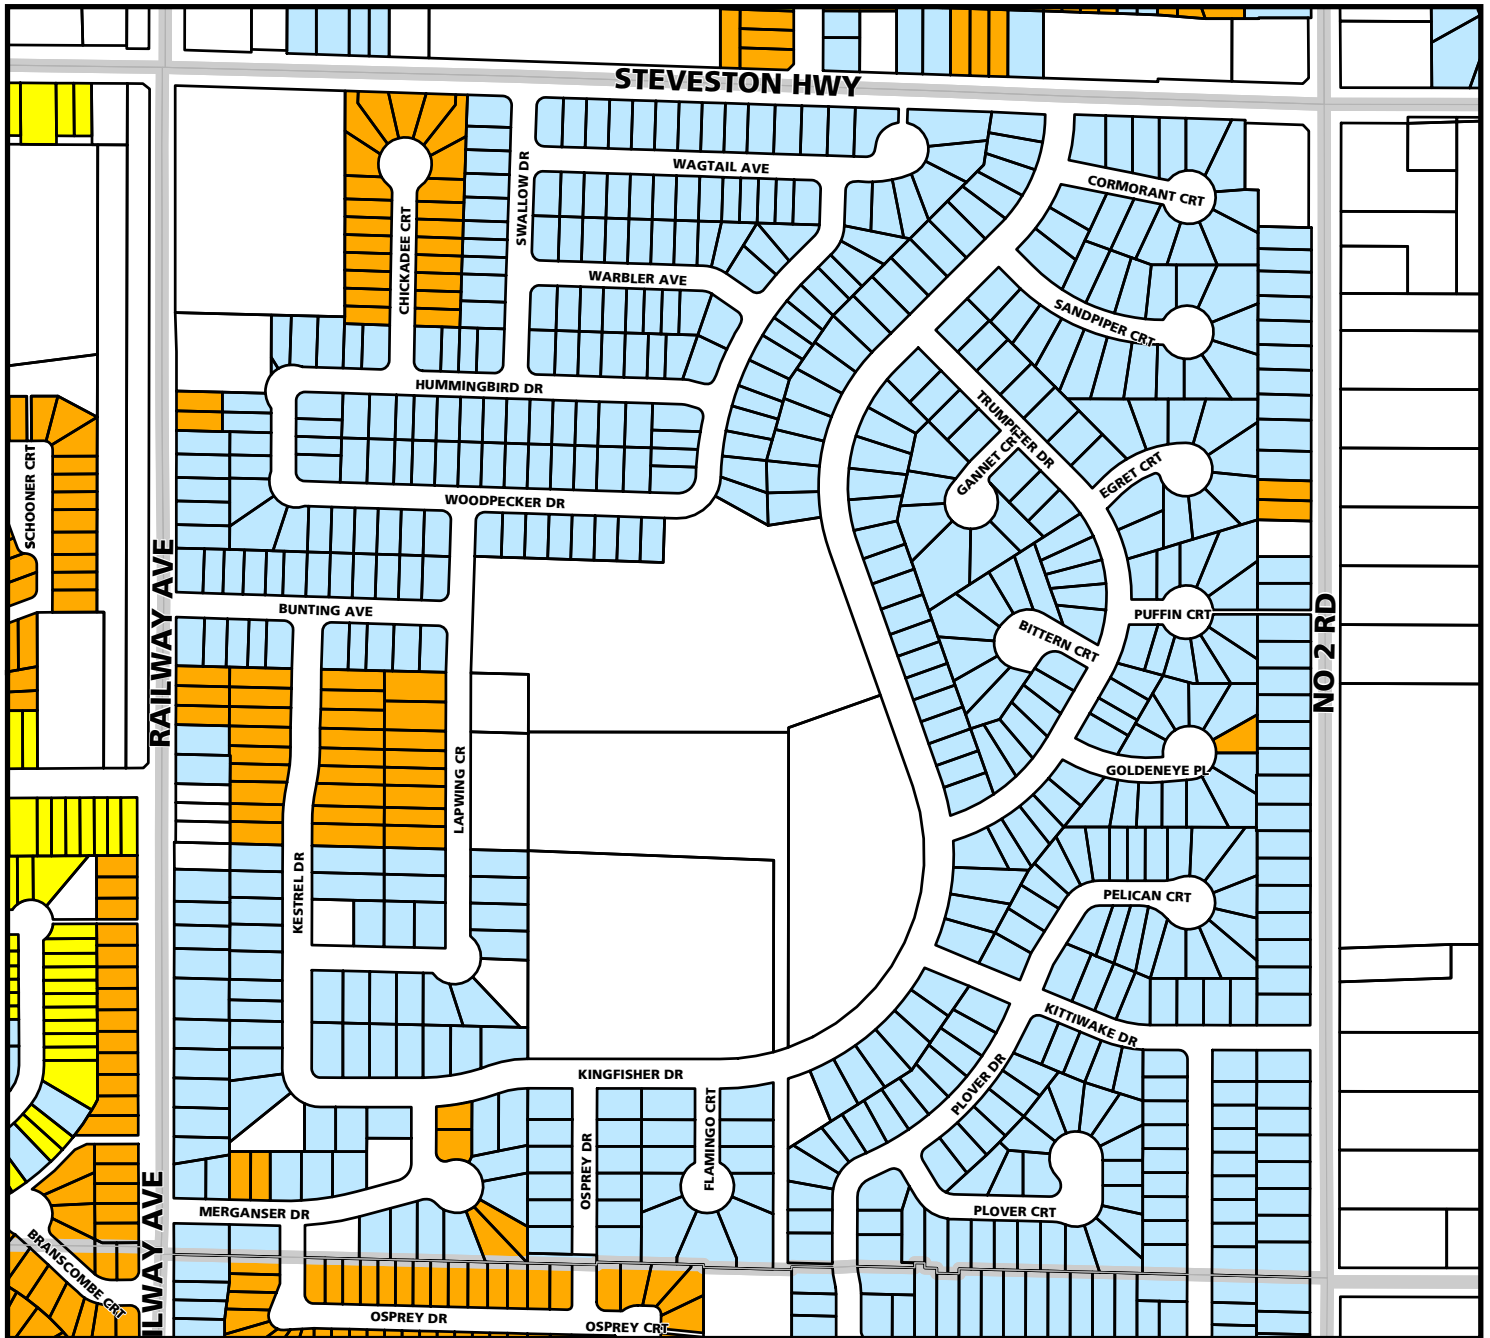 STEVESTON HWY
WAGTAIL AVE
SWALLOW DR
CORMORANT CRT
CHICKADEE CRT
WARBLER AVE
SANDPIPER CRT
HUMMINGBIRD DR
TRUMPETER DR
GANNET CRT
EGRET CRT
SCHOONER CRT
WOODPECKER DR
RAILWAY AVE
BUNTING AVE
PUFFIN CRT
BITTERN CRT
NO 2 RD
LAPWING CR
GOLDENEYE PL
KESTREL DR
PELICAN CRT
KITTIWAKE DR
KINGFISHER DR
PLOVER DR
FLAMINGO CRT
OSPREY DR
MERGANSER DR
PLOVER CRT
BRANSCOMBE CRT
ILWAY AVE
OSPREY DR
OSPREY CRT